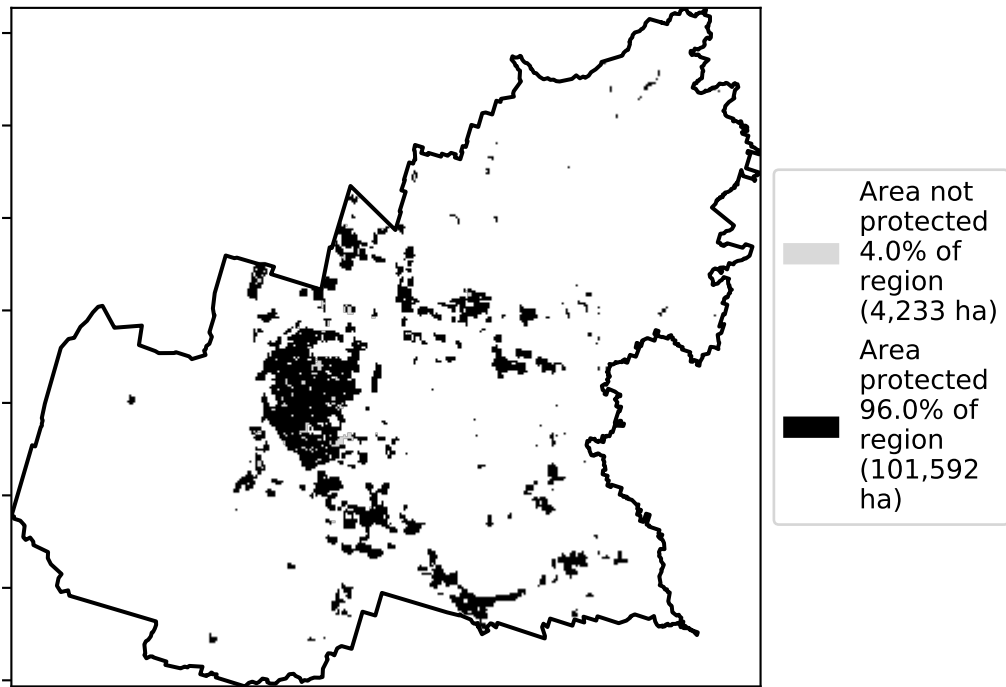 Area not
protected
4.0% of
region
(4,233 ha)
Area
protected
96.0% of
region
(101,592
ha)